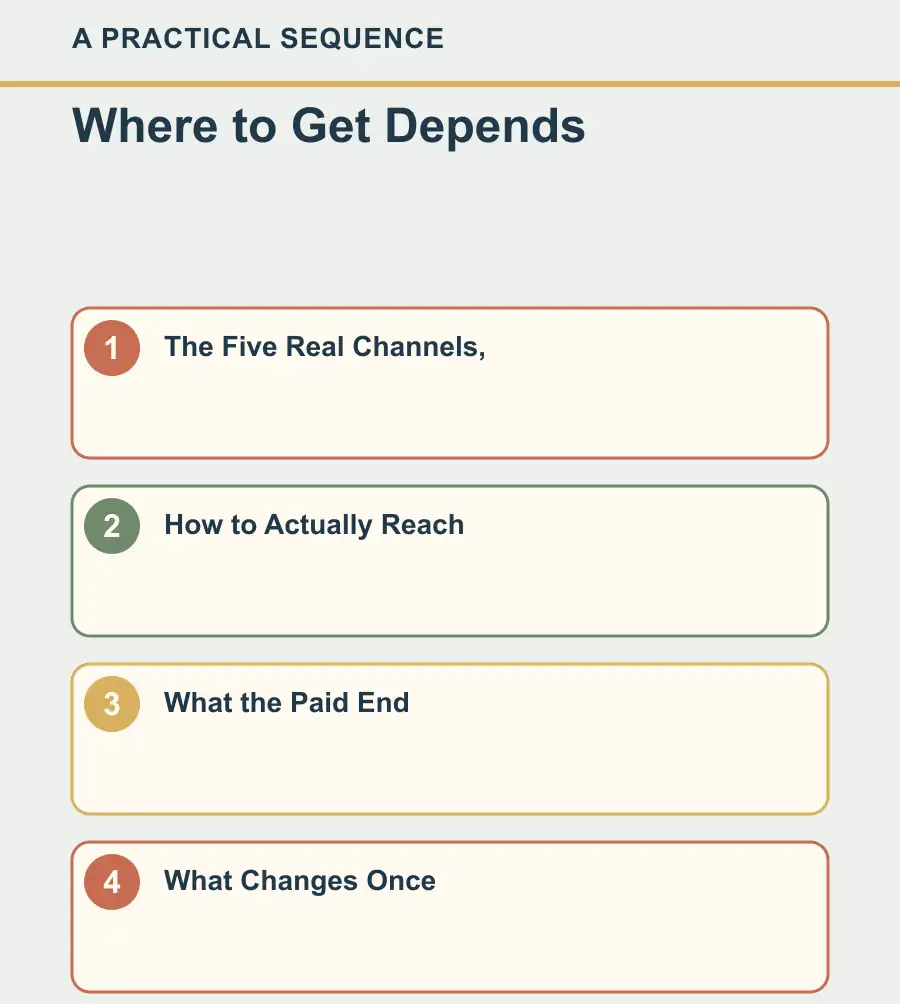 A PRACTICAL SEQUENCE
Where to Get Depends
1 The Five Real Channels,
2 How to Actually Reach
3 What the Paid End
4 What Changes Once